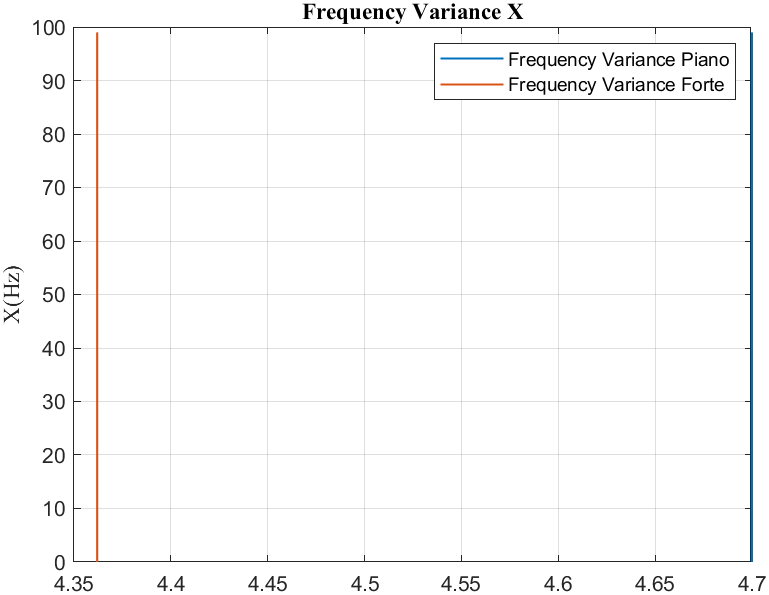 Frequency Variance X
Frequency Variance Piano
Frequency Variance Forte
X(Hz)
100
90
80
70
60
50
40
30
20
10
0
4.35 4.4 4.45 4.5 4.55 4.6 4.65 4.7